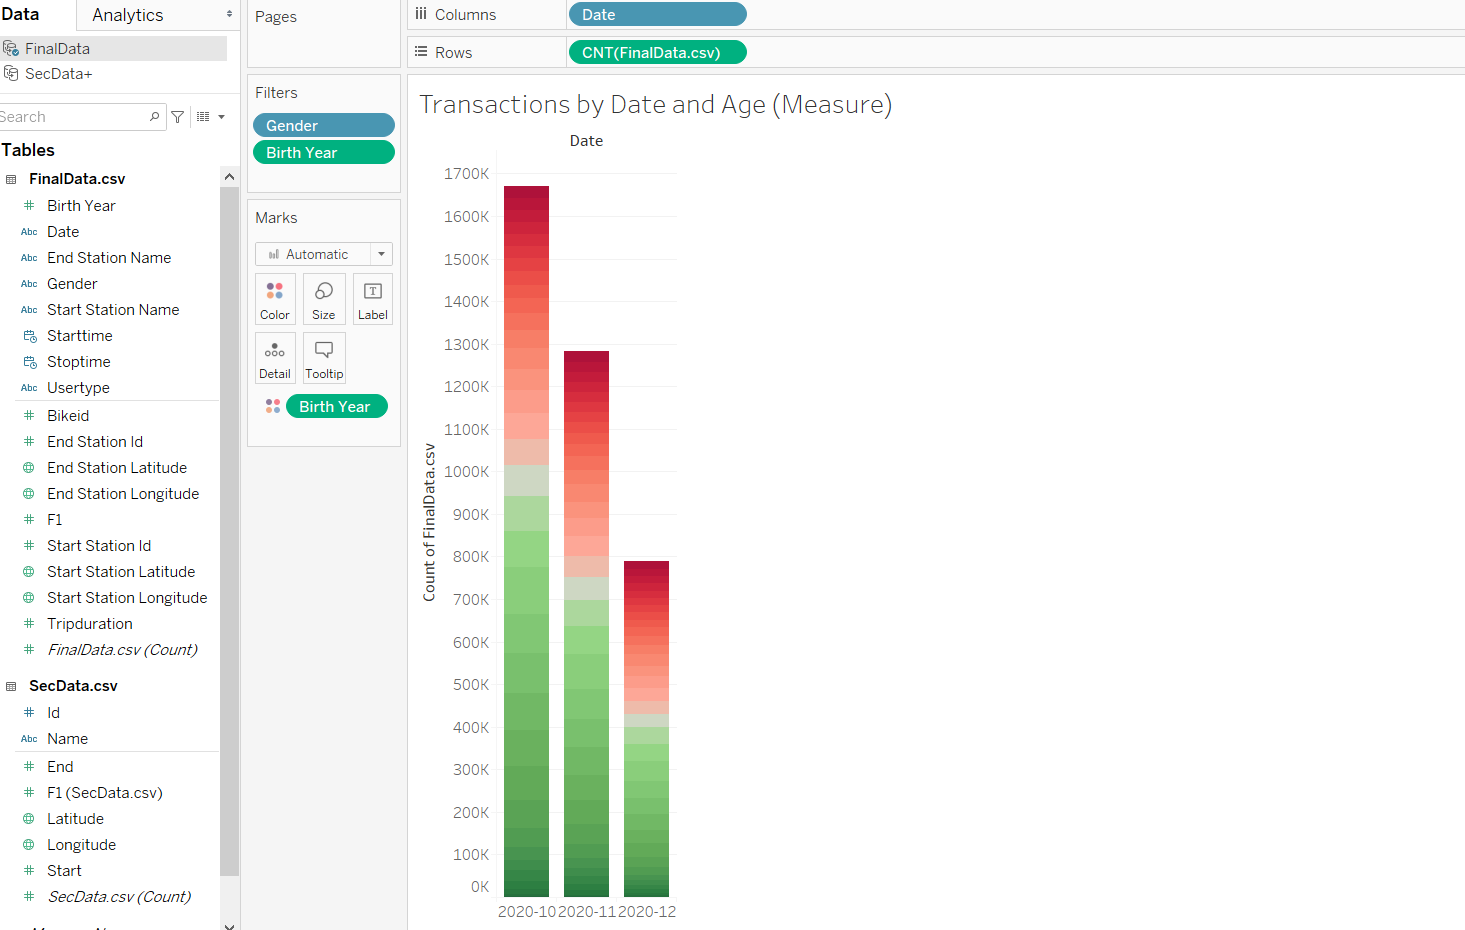 Data
Analytics
FinalData
SecData+
Search
Tables
FinalData.csv
Birth Year
Abc Date
Abc End Station Name
Abc Gender
Abc Start Station Name
Starttime
Stoptime
Abc Usertype
Bikeid
End Station Id
End Station Latitude
End Station Longitude
F1
Start Station Id
Start Station Latitude
Start Station Longitude
Tripduration
FinalData.csv (Count)
SecData.csv
Id
Abc Name
End
F1 (SecData.csv)
Latitude
Longitude
Start
SecData.csv (Count)
Pages
Filters
Gender
Birth Year
Marks
Automatic
Color
Size
T
Label
Detail
Tooltip
Birth Year
Columns
Date
Rows
CNT(FinalData.csv)
Transactions by Date and Age (Measure)
Date
Count of FinalData.csv
1700K
1600K
1500K
1400K
1300K
1200K
1100K
1000K
900K
800K
700K
600K
500K
400K
300K
200K
100K
0K
2020-10 2020-11 2020-12